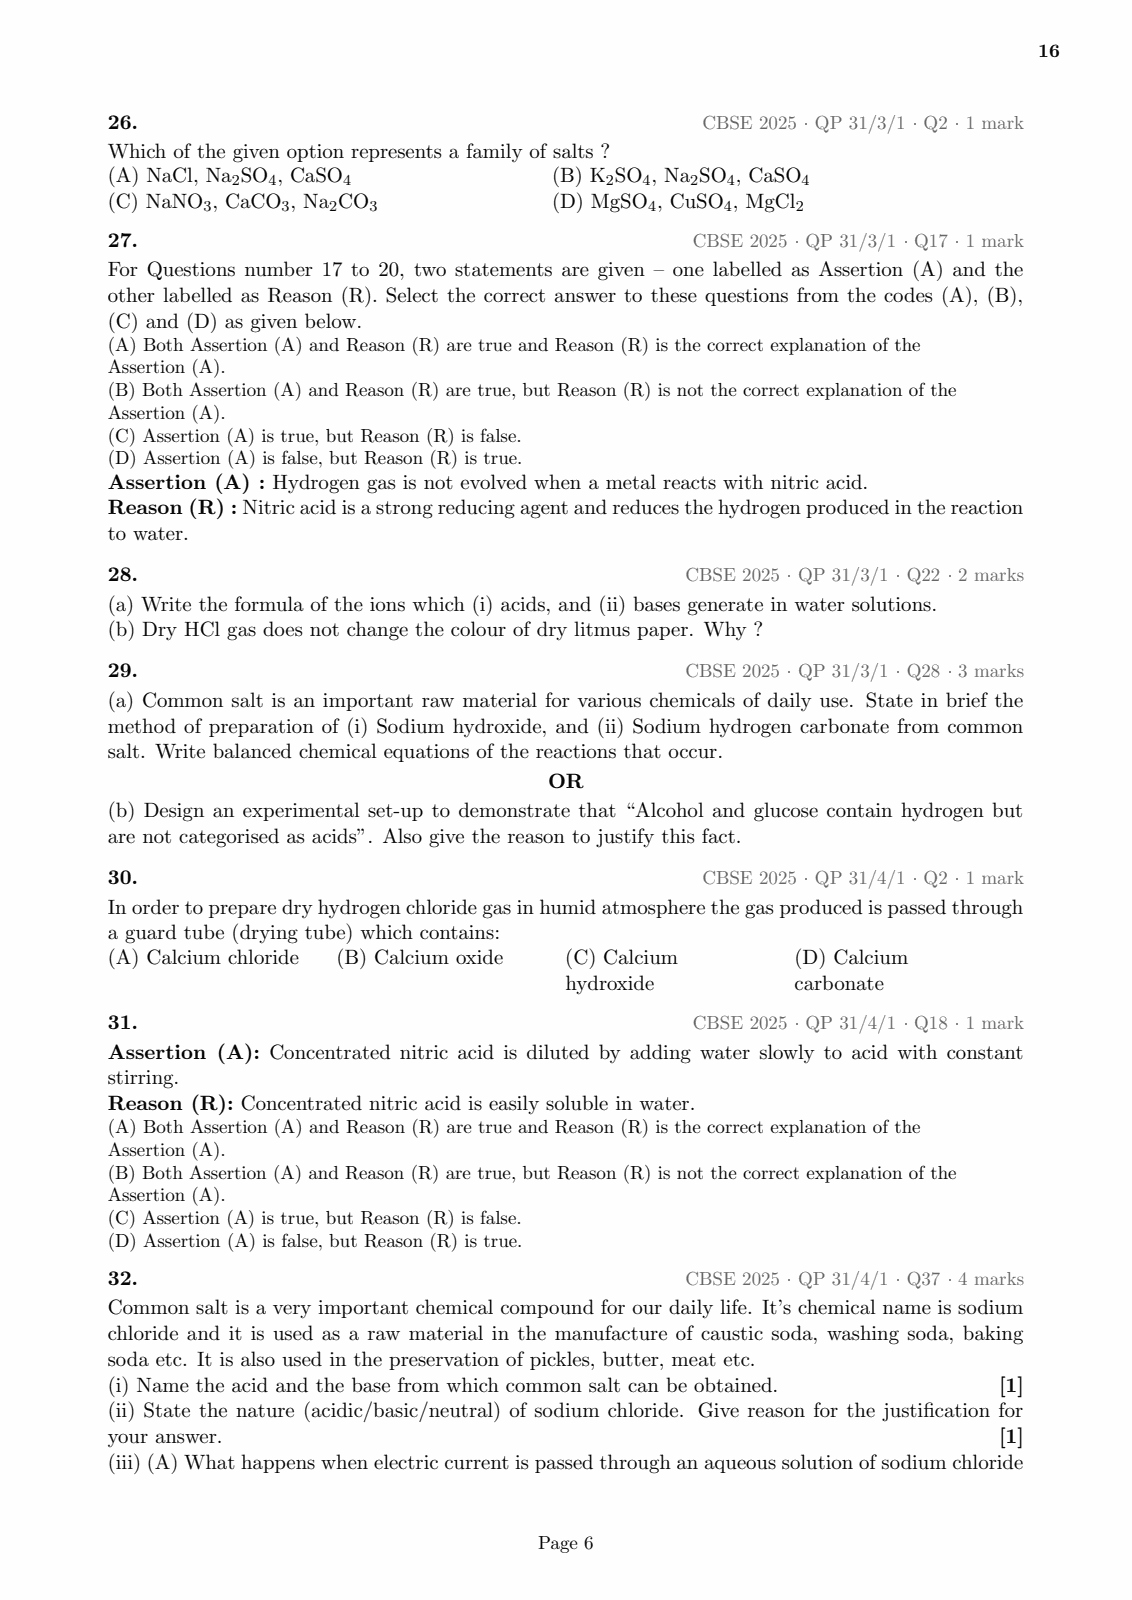 16
26. CBSE 2025 · QP 31/3/1 · Q2 · 1 mark
Which of the given option represents a family of salts ?
(A) NaCl, Na₂SO₄, CaSO₄ (B) K₂SO₄, Na₂SO₄, CaSO₄
(C) NaNO₃, CaCO₃, Na₂CO₃ (D) MgSO₄, CuSO₄, MgCl₂
27. CBSE 2025 · QP 31/3/1 · Q17 · 1 mark
For Questions number 17 to 20, two statements are given – one labelled as Assertion (A) and the
other labelled as Reason (R). Select the correct answer to these questions from the codes (A), (B),
(C) and (D) as given below.
(A) Both Assertion (A) and Reason (R) are true and Reason (R) is the correct explanation of the
Assertion (A).
(B) Both Assertion (A) and Reason (R) are true, but Reason (R) is not the correct explanation of the
Assertion (A).
(C) Assertion (A) is true, but Reason (R) is false.
(D) Assertion (A) is false, but Reason (R) is true.
Assertion (A) : Hydrogen gas is not evolved when a metal reacts with nitric acid.
Reason (R) : Nitric acid is a strong reducing agent and reduces the hydrogen produced in the reaction
to water.
28. CBSE 2025 · QP 31/3/1 · Q22 · 2 marks
(a) Write the formula of the ions which (i) acids, and (ii) bases generate in water solutions.
(b) Dry HCl gas does not change the colour of dry litmus paper. Why ?
29. CBSE 2025 · QP 31/3/1 · Q28 · 3 marks
(a) Common salt is an important raw material for various chemicals of daily use. State in brief the
method of preparation of (i) Sodium hydroxide, and (ii) Sodium hydrogen carbonate from common
salt. Write balanced chemical equations of the reactions that occur.
OR
(b) Design an experimental set-up to demonstrate that “Alcohol and glucose contain hydrogen but
are not categorised as acids”. Also give the reason to justify this fact.
30. CBSE 2025 · QP 31/4/1 · Q2 · 1 mark
In order to prepare dry hydrogen chloride gas in humid atmosphere the gas produced is passed through
a guard tube (drying tube) which contains:
(A) Calcium chloride (B) Calcium oxide (C) Calcium (D) Calcium
hydroxide carbonate
31. CBSE 2025 · QP 31/4/1 · Q18 · 1 mark
Assertion (A): Concentrated nitric acid is diluted by adding water slowly to acid with constant
stirring.
Reason (R): Concentrated nitric acid is easily soluble in water.
(A) Both Assertion (A) and Reason (R) are true and Reason (R) is the correct explanation of the
Assertion (A).
(B) Both Assertion (A) and Reason (R) are true, but Reason (R) is not the correct explanation of the
Assertion (A).
(C) Assertion (A) is true, but Reason (R) is false.
(D) Assertion (A) is false, but Reason (R) is true.
32. CBSE 2025 · QP 31/4/1 · Q37 · 4 marks
Common salt is a very important chemical compound for our daily life. It’s chemical name is sodium
chloride and it is used as a raw material in the manufacture of caustic soda, washing soda, baking
soda etc. It is also used in the preservation of pickles, butter, meat etc.
(i) Name the acid and the base from which common salt can be obtained. [1]
(ii) State the nature (acidic/basic/neutral) of sodium chloride. Give reason for the justification for
your answer. [1]
(iii) (A) What happens when electric current is passed through an aqueous solution of sodium chloride
Page 6